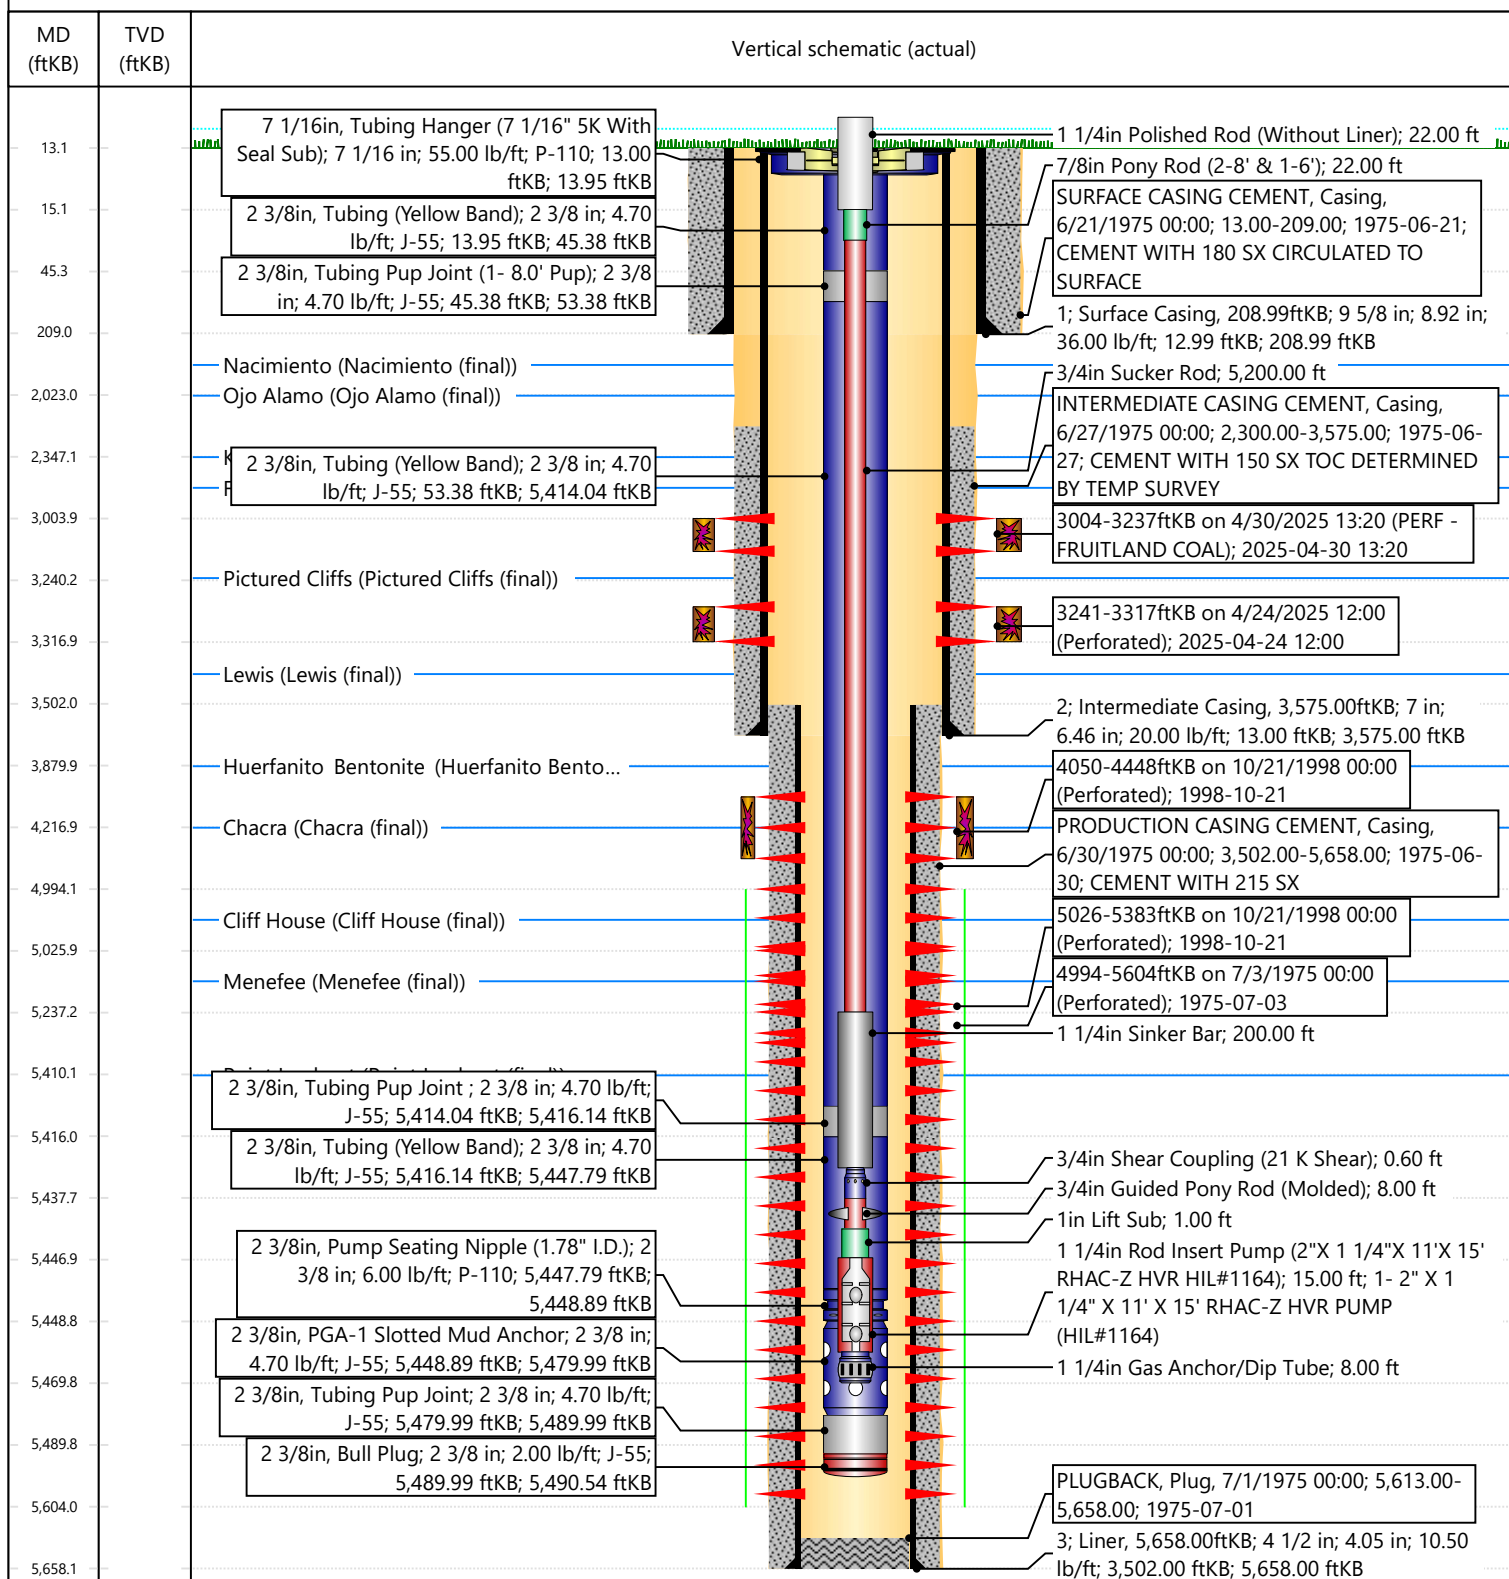 MD
(ftKB)
TVD
(ftKB)
Vertical schematic (actual)
13.1
15.1
45.3
209.0
2,023.0
2,347.1
3,003.9
3,240.2
3,316.9
3,502.0
3,879.9
4,216.9
4,994.1
5,025.9
5,237.2
5,410.1
5,416.0
5,437.7
5,446.9
5,448.8
5,469.8
5,489.8
5,604.0
5,658.1
7 1/16in, Tubing Hanger (7 1/16" 5K With
Seal Sub); 7 1/16 in; 55.00 lb/ft; P-110; 13.00
ftKB; 13.95 ftKB
2 3/8in, Tubing (Yellow Band); 2 3/8 in; 4.70
lb/ft; J-55; 13.95 ftKB; 45.38 ftKB
2 3/8in, Tubing Pup Joint (1- 8.0' Pup); 2 3/8
in; 4.70 lb/ft; J-55; 45.38 ftKB; 53.38 ftKB
Nacimiento (Nacimiento (final))
Ojo Alamo (Ojo Alamo (final))
2 3/8in, Tubing (Yellow Band); 2 3/8 in; 4.70
lb/ft; J-55; 53.38 ftKB; 5,414.04 ftKB
Pictured Cliffs (Pictured Cliffs (final))
Lewis (Lewis (final))
Huerfanito Bentonite (Huerfanito Bento...
Chacra (Chacra (final))
Cliff House (Cliff House (final))
Menefee (Menefee (final))
2 3/8in, Tubing Pup Joint ; 2 3/8 in; 4.70 lb/ft;
J-55; 5,414.04 ftKB; 5,416.14 ftKB
2 3/8in, Tubing (Yellow Band); 2 3/8 in; 4.70
lb/ft; J-55; 5,416.14 ftKB; 5,447.79 ftKB
2 3/8in, Pump Seating Nipple (1.78" I.D.); 2
3/8 in; 6.00 lb/ft; P-110; 5,447.79 ftKB;
5,448.89 ftKB
2 3/8in, PGA-1 Slotted Mud Anchor; 2 3/8 in;
4.70 lb/ft; J-55; 5,448.89 ftKB; 5,479.99 ftKB
2 3/8in, Tubing Pup Joint; 2 3/8 in; 4.70 lb/ft;
J-55; 5,479.99 ftKB; 5,489.99 ftKB
2 3/8in, Bull Plug; 2 3/8 in; 2.00 lb/ft; J-55;
5,489.99 ftKB; 5,490.54 ftKB
1 1/4in Polished Rod (Without Liner); 22.00 ft
7/8in Pony Rod (2-8' & 1-6'); 22.00 ft
SURFACE CASING CEMENT, Casing,
6/21/1975 00:00; 13.00-209.00; 1975-06-21;
CEMENT WITH 180 SX CIRCULATED TO
SURFACE
1; Surface Casing, 208.99ftKB; 9 5/8 in; 8.92 in;
36.00 lb/ft; 12.99 ftKB; 208.99 ftKB
3/4in Sucker Rod; 5,200.00 ft
INTERMEDIATE CASING CEMENT, Casing,
6/27/1975 00:00; 2,300.00-3,575.00; 1975-06-
27; CEMENT WITH 150 SX TOC DETERMINED
BY TEMP SURVEY
3004-3237ftKB on 4/30/2025 13:20 (PERF -
FRUITLAND COAL); 2025-04-30 13:20
3241-3317ftKB on 4/24/2025 12:00
(Perforated); 2025-04-24 12:00
2; Intermediate Casing, 3,575.00ftKB; 7 in;
6.46 in; 20.00 lb/ft; 13.00 ftKB; 3,575.00 ftKB
4050-4448ftKB on 10/21/1998 00:00
(Perforated); 1998-10-21
PRODUCTION CASING CEMENT, Casing,
6/30/1975 00:00; 3,502.00-5,658.00; 1975-06-
30; CEMENT WITH 215 SX
5026-5383ftKB on 10/21/1998 00:00
(Perforated); 1998-10-21
4994-5604ftKB on 7/3/1975 00:00
(Perforated); 1975-07-03
1 1/4in Sinker Bar; 200.00 ft
3/4in Shear Coupling (21 K Shear); 0.60 ft
3/4in Guided Pony Rod (Molded); 8.00 ft
1in Lift Sub; 1.00 ft
1 1/4in Rod Insert Pump (2"X 1 1/4"X 11'X 15'
RHAC-Z HVR HIL#1164); 15.00 ft; 1- 2" X 1
1/4" X 11' X 15' RHAC-Z HVR PUMP
(HIL#1164)
1 1/4in Gas Anchor/Dip Tube; 8.00 ft
PLUGBACK, Plug, 7/1/1975 00:00; 5,613.00-
5,658.00; 1975-07-01
3; Liner, 5,658.00ftKB; 4 1/2 in; 4.05 in; 10.50
lb/ft; 3,502.00 ftKB; 5,658.00 ftKB